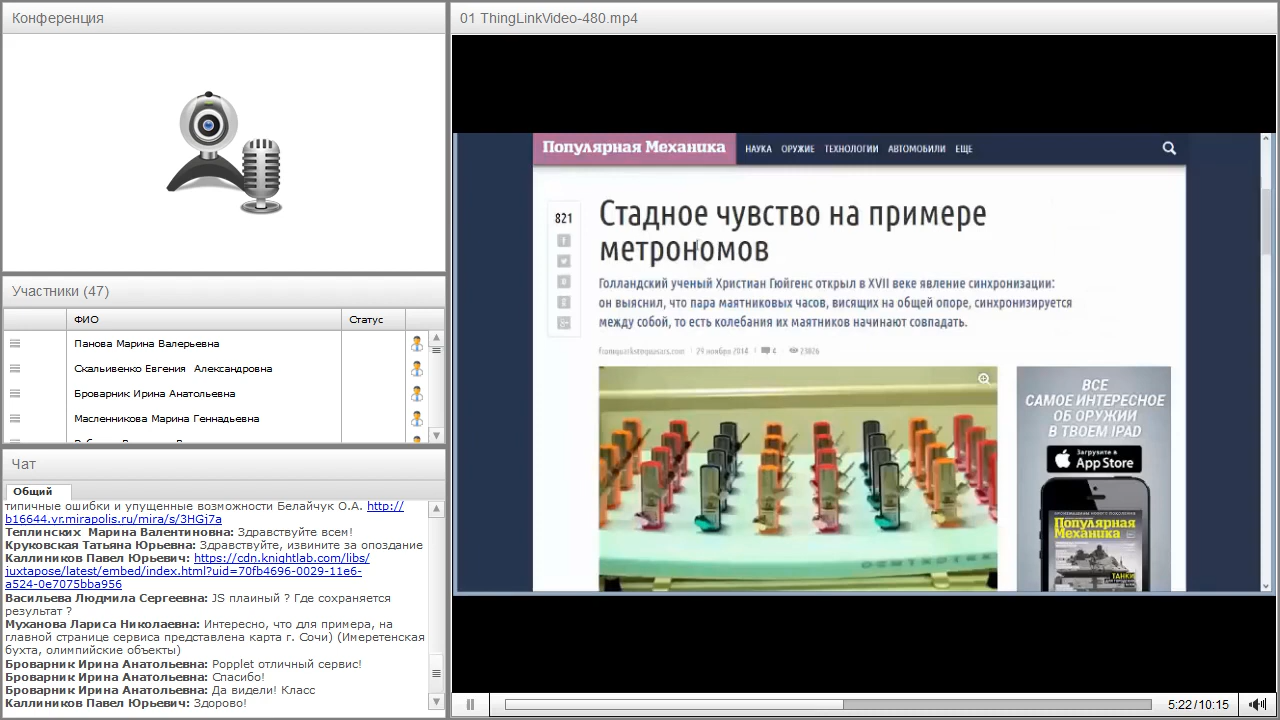 Конференция
Участники (47)
ФИО
Статус
Панова Марина Валерьевна
Скальивенко Евгения Александровна
Броварник Ирина Анатольевна
Масленникова Марина Геннадьевна
Чат
Общий
типичные ошибки и упущенные возможности Белайчук О.А. http://
b16644.vr.mirapolis.ru/mira/s/3HGj7a
Теплинских Марина Валентиновна: Здравствуйте всем!
Круковская Татьяна Юрьевна: Здравствуйте, извините за опоздание
Каллиников Павел Юрьевич: https://cdn.knightlab.com/libs/
juxtapose/latest/embed/index.html?uid=70fb4696-0029-11e6-
a524-0e7075bba956
Васильева Людмила Сергеевна: JS плаиный ? Где сохраняется
результат ?
Муханова Лариса Николаевна: Интересно, что для примера, на
главной странице сервиса представлена карта г. Сочи) (Имеретенская
бухта, олимпийские объекты)
Броварник Ирина Анатольевна: Popplet отличный сервис!
Броварник Ирина Анатольевна: Спасибо!
Броварник Ирина Анатольевна: Да видели! Класс
Каллиников Павел Юрьевич: Здорово!
01 ThingLinkVideo-480.mp4
Популярная Механика
НАУКА ОРУЖИЕ ТЕХНОЛОГИИ АВТОМОБИЛИ ЕЩЕ
821
Стадное чувство на примере
метрономов
Голландский ученый Христиан Гюйгенс открыл в XVII веке явление синхронизации:
он выяснил, что пара маятниковых часов, висящих на общей опоре, синхронизируется
между собой, то есть колебания их маятников начинают совпадать.
29 ноября 2014 4
ВСЕ
САМОЕ ИНТЕРЕСНОЕ
ОБ ОРУЖИИ
В ТВОЕМ IPAD
Загрузите в
App Store
Популярная
Механика
ТАНКИ
5:22/10:15